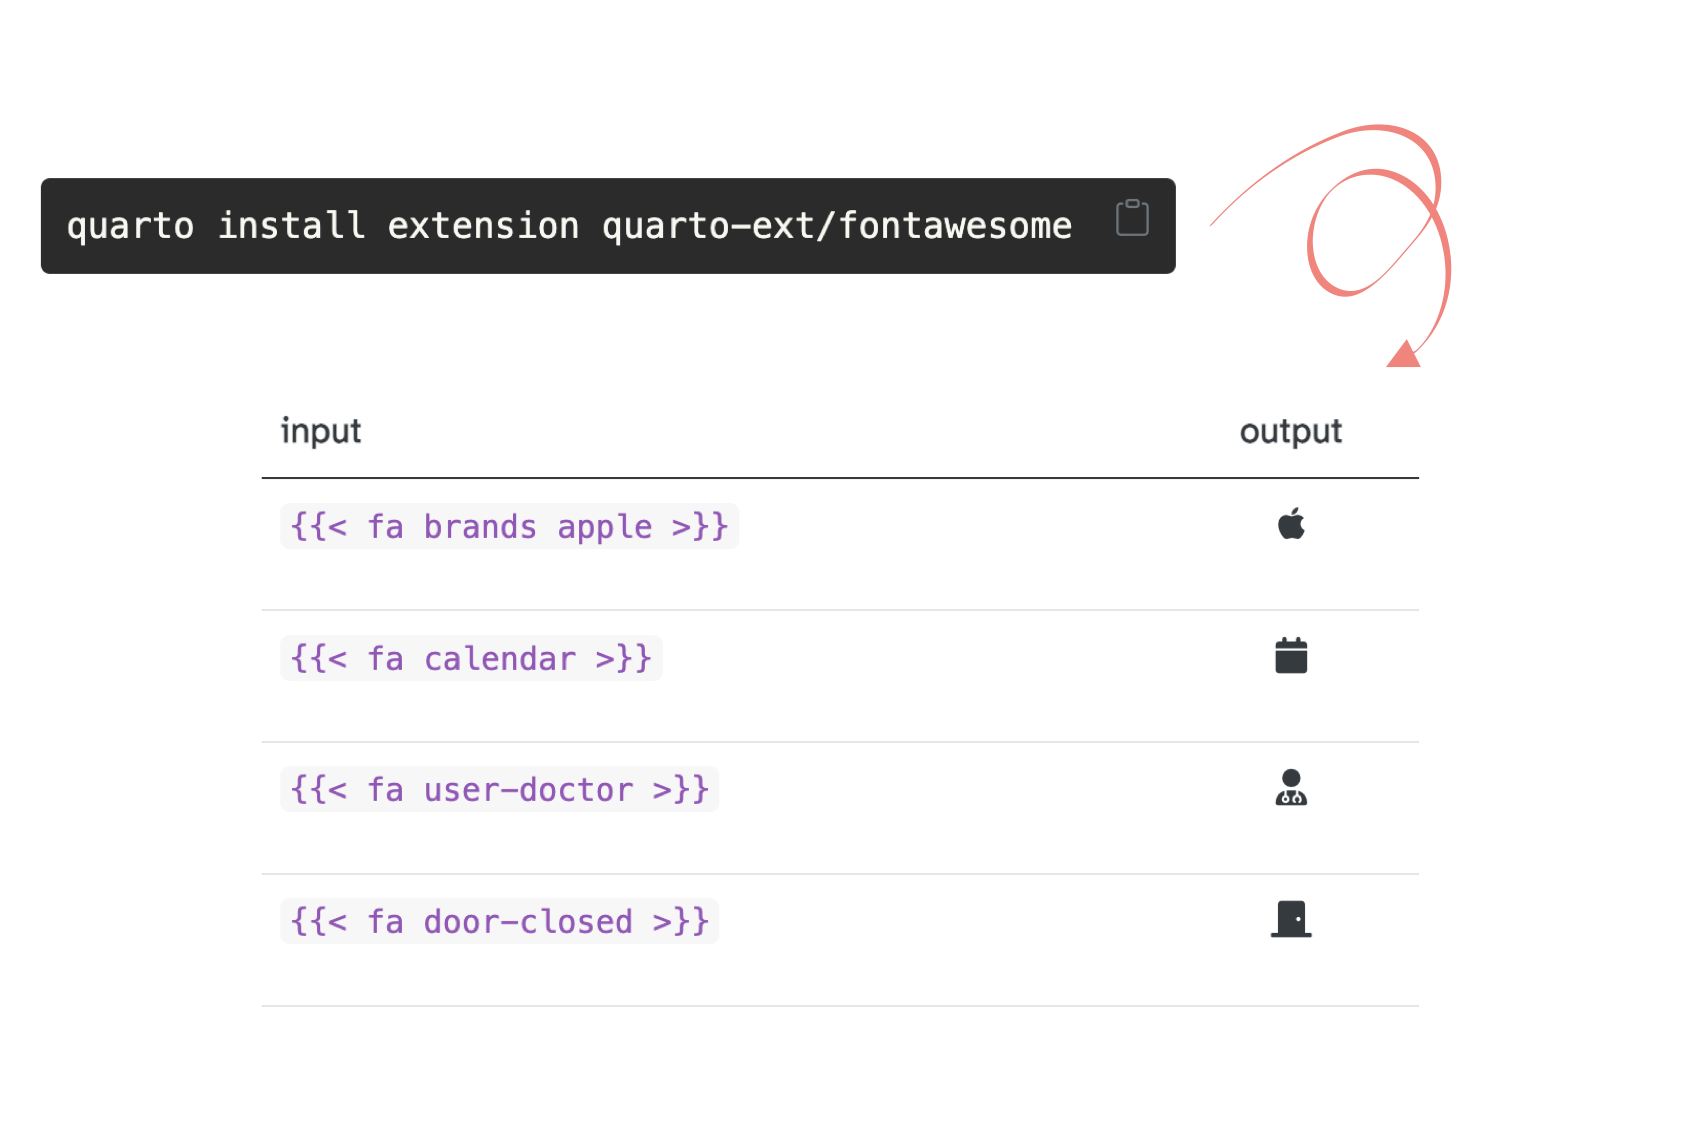 quarto install extension quarto-ext/fontawesome
input output
{{< fa brands apple >}}
{{< fa calendar >}}
{{< fa user-doctor >}}
{{< fa door-closed >}}